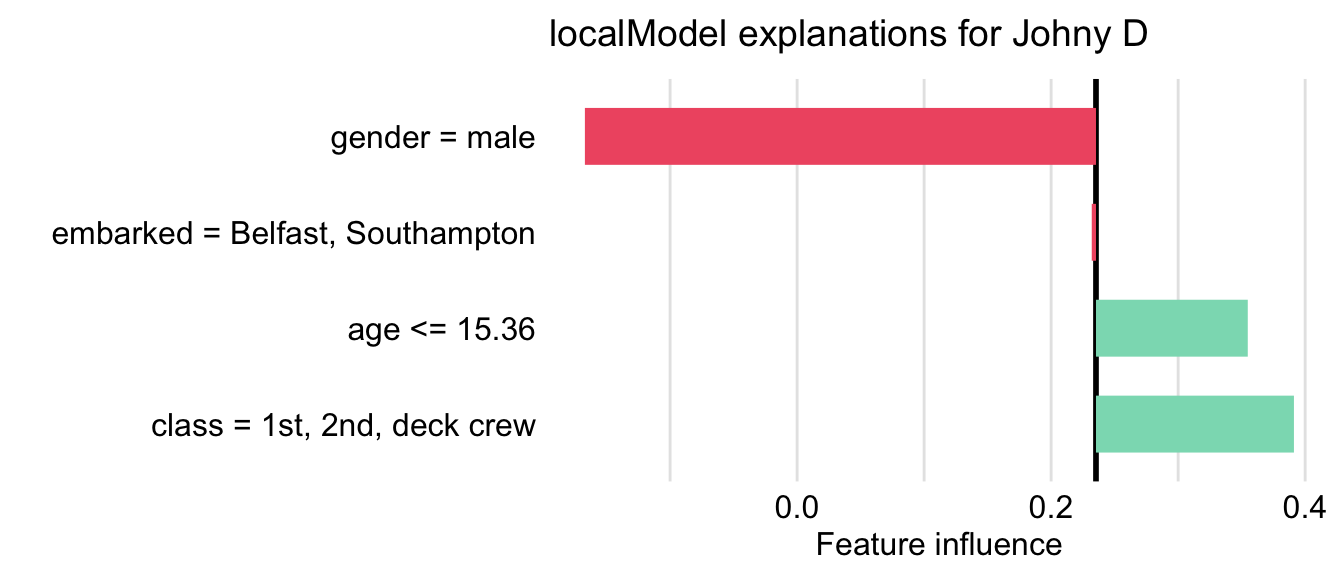 localModel explanations for Johny D
gender = male
embarked = Belfast, Southampton
age <= 15.36
class = 1st, 2nd, deck crew
0.0 0.2 0.4
Feature influence